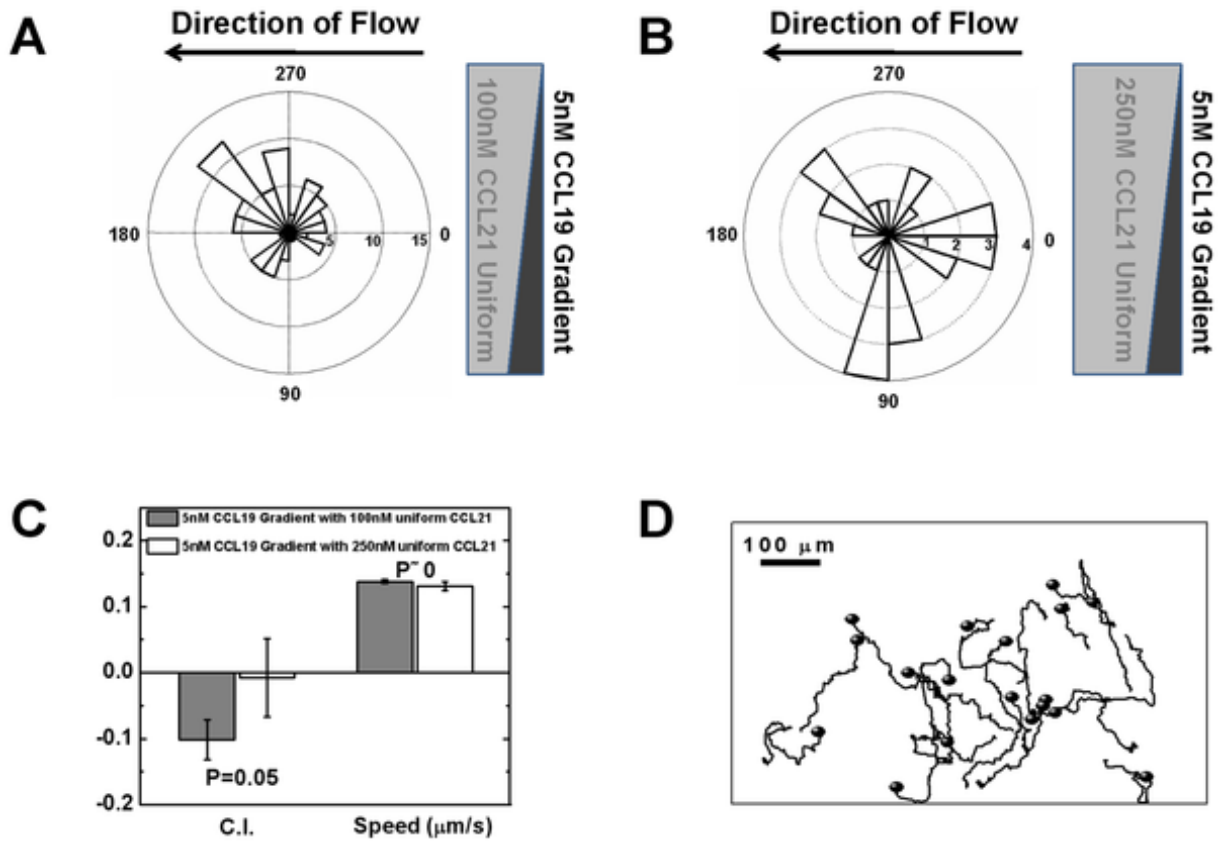 A
Direction of Flow
270
180
0
5
10
15
90
100nM CCL21 Uniform
5nM CCL19 Gradient
B
Direction of Flow
270
180
0
1
2
3
4
90
250nM CCL21 Uniform
5nM CCL19 Gradient
C
5nM CCL19 Gradient with 100nM uniform CCL21
5nM CCL19 Gradient with 250nM uniform CCL21
0.2
0.1
0.0
-0.1
-0.2
P~0
P=0.05
C.I.
Speed (μm/s)
D
100 μm